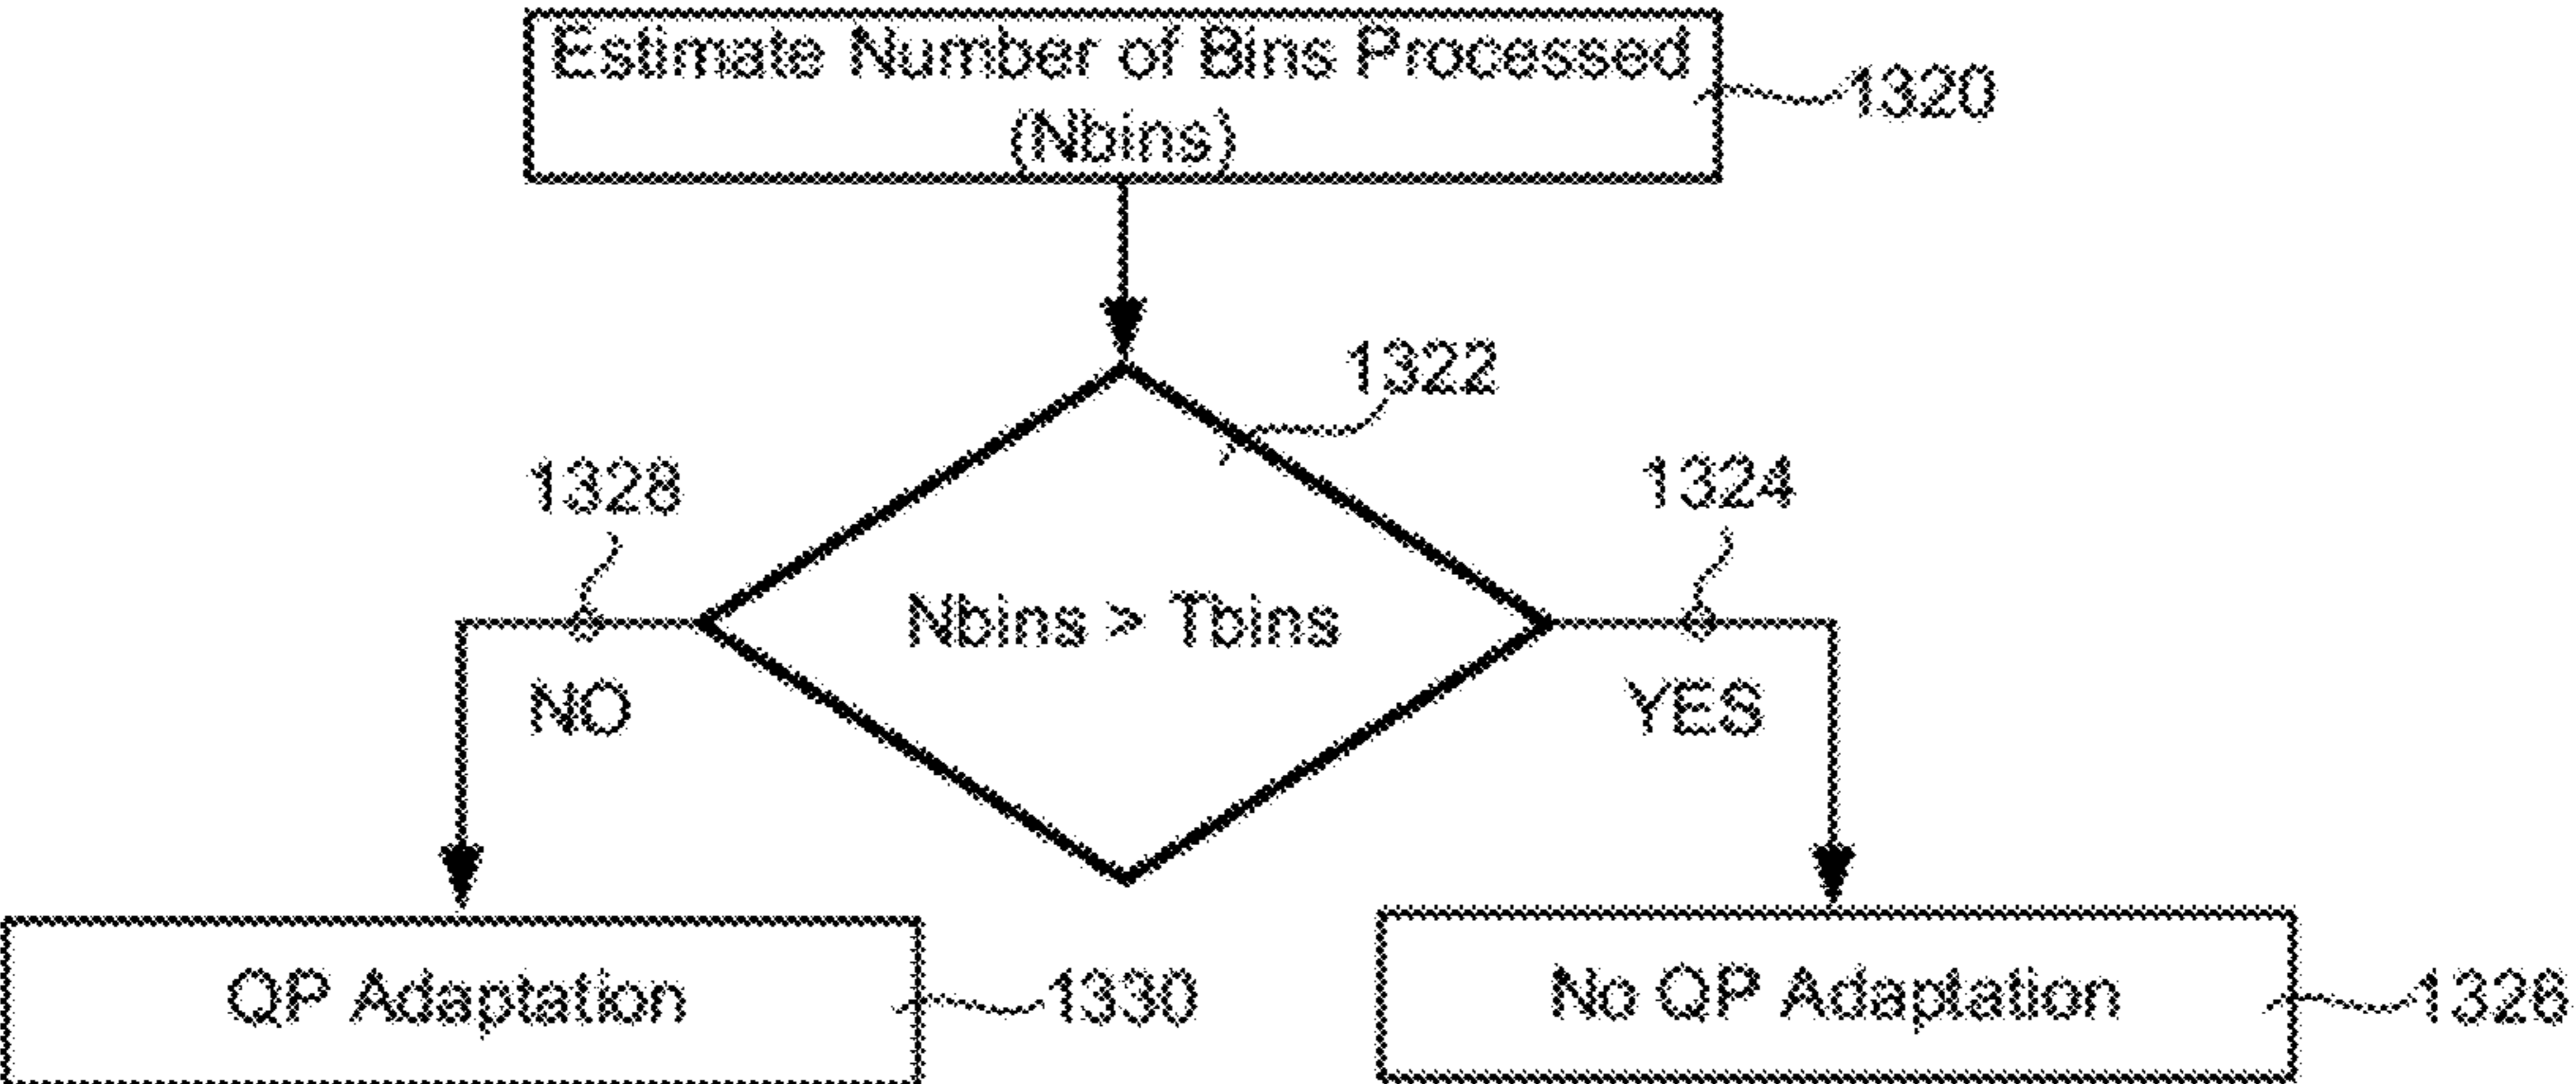 Estimate Number of Bins Processed
(Nbins)
1320
1322
1328
1324
Nbins > Tbins
NO
YES
QP Adaptation
1330
No QP Adaptation
1326